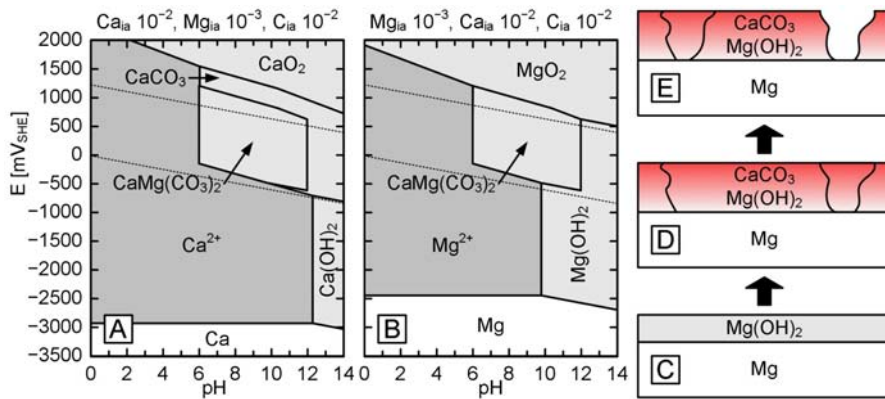 Ca_ia 10⁻², Mg_ia 10⁻³, C_ia 10⁻²
E [mV_SHE]
2000
1500
1000
500
0
−500
−1000
−1500
−2000
−2500
−3000
−3500
CaO₂
CaCO₃
CaMg(CO₃)₂
Ca²⁺
Ca(OH)₂
A
Ca
0 2 4 6 8 10 12 14
pH
Mg_ia 10⁻³, Ca_ia 10⁻², C_ia 10⁻²
MgO₂
CaMg(CO₃)₂
Mg²⁺
Mg(OH)₂
B
Mg
0 2 4 6 8 10 12 14
pH
CaCO₃
Mg(OH)₂
E
Mg
CaCO₃
Mg(OH)₂
D
Mg
Mg(OH)₂
C
Mg